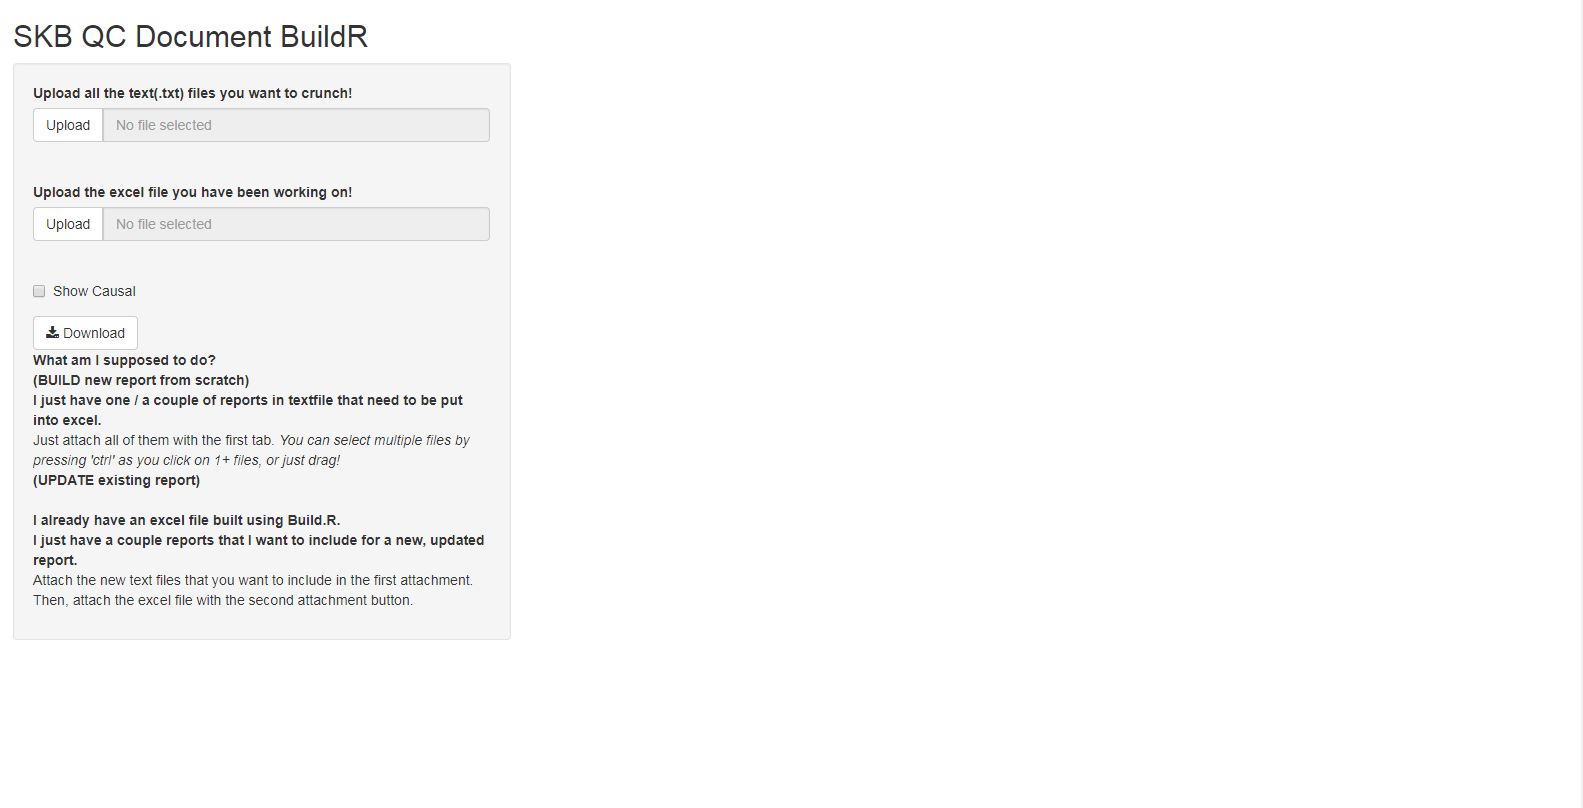 SKB QC Document BuildR
Upload all the text(.txt) files you want to crunch!
Upload No file selected
Upload the excel file you have been working on!
Upload No file selected
Show Causal
Download
What am I supposed to do?
(BUILD new report from scratch)
I just have one / a couple of reports in textfile that need to be put
into excel.
Just attach all of them with the first tab. You can select multiple files by
pressing 'ctrl' as you click on 1+ files, or just drag!
(UPDATE existing report)
I already have an excel file built using Build.R.
I just have a couple reports that I want to include for a new, updated
report.
Attach the new text files that you want to include in the first attachment.
Then, attach the excel file with the second attachment button.